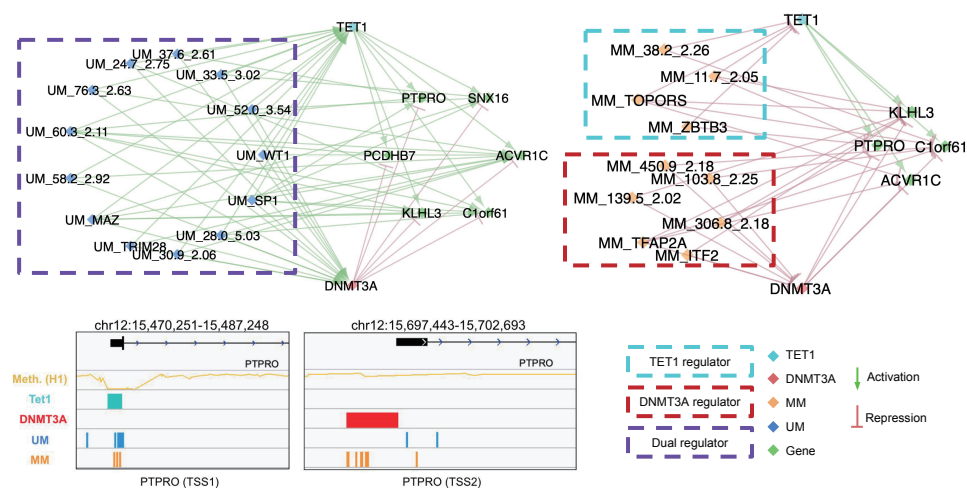 TET1
UM_37.6_2.61
UM_24.7_2.75
UM_33.5_3.02
UM_76.3_2.63
UM_52.0_3.54
UM_60.3_2.11
UM_WT1
UM_58.2_2.92
UM_SP1
UM_MAZ
UM_28.0_5.03
UM_TRIM28
UM_30.9_2.06
PTPRO
SNX16
PCDHB7
ACVR1C
KLHL3
C1orf61
DNMT3A
TET1
MM_38.2_2.26
MM_11.7_2.05
MM_TOPORS
MM_ZBTB3
KLHL3
PTPRO
C1orf61
ACVR1C
MM_450.9_2.18
MM_103.8_2.25
MM_139.5_2.02
MM_306.8_2.18
MM_TFAP2A
MM_ITF2
DNMT3A
chr12:15,470,251-15,487,248
chr12:15,697,443-15,702,693
PTPRO
PTPRO
Meth. (H1)
Tet1
DNMT3A
UM
MM
PTPRO (TSS1)
PTPRO (TSS2)
TET1 regulator
DNMT3A regulator
Dual regulator
TET1
DNMT3A
MM
UM
Gene
Activation
Repression